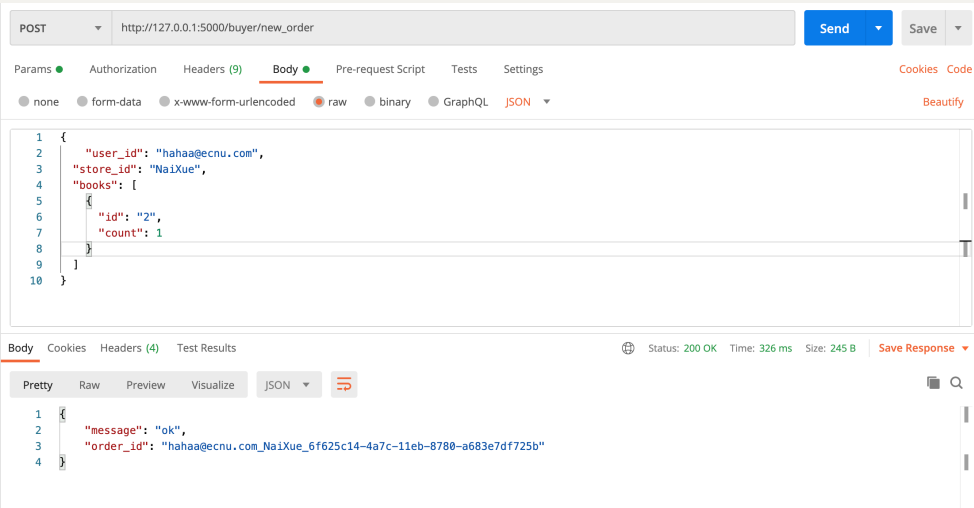 POST http://127.0.0.1:5000/buyer/new_order Send Save
Params Authorization Headers (9) Body Pre-request Script Tests Settings Cookies Code
none form-data x-www-form-urlencoded raw binary GraphQL JSON Beautify
1 {
2 "user_id": "hahaa@ecnu.com",
3 "store_id": "NaiXue",
4 "books": [
5 {
6 "id": "2",
7 "count": 1
8 }
9 ]
10 }
Body Cookies Headers (4) Test Results Status: 200 OK Time: 326 ms Size: 245 B Save Response
Pretty Raw Preview Visualize JSON
1 {
2 "message": "ok",
3 "order_id": "hahaa@ecnu.com_NaiXue_6f625c14-4a7c-11eb-8780-a683e7df725b"
4 }